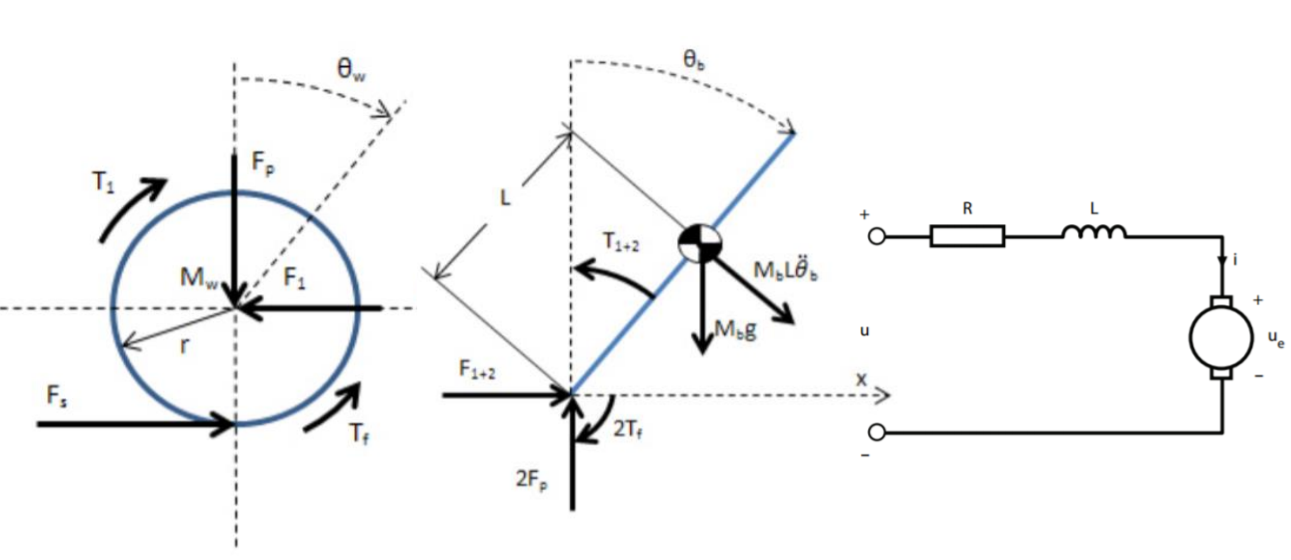 θw
Fp
T₁
Mw
F₁
r
Fs
Tf
θb
L
T₁₊₂
MbLθ̈b
Mbg
F₁₊₂
x
2Tf
2Fp
R
L
+
i
+
u
ue
−
−